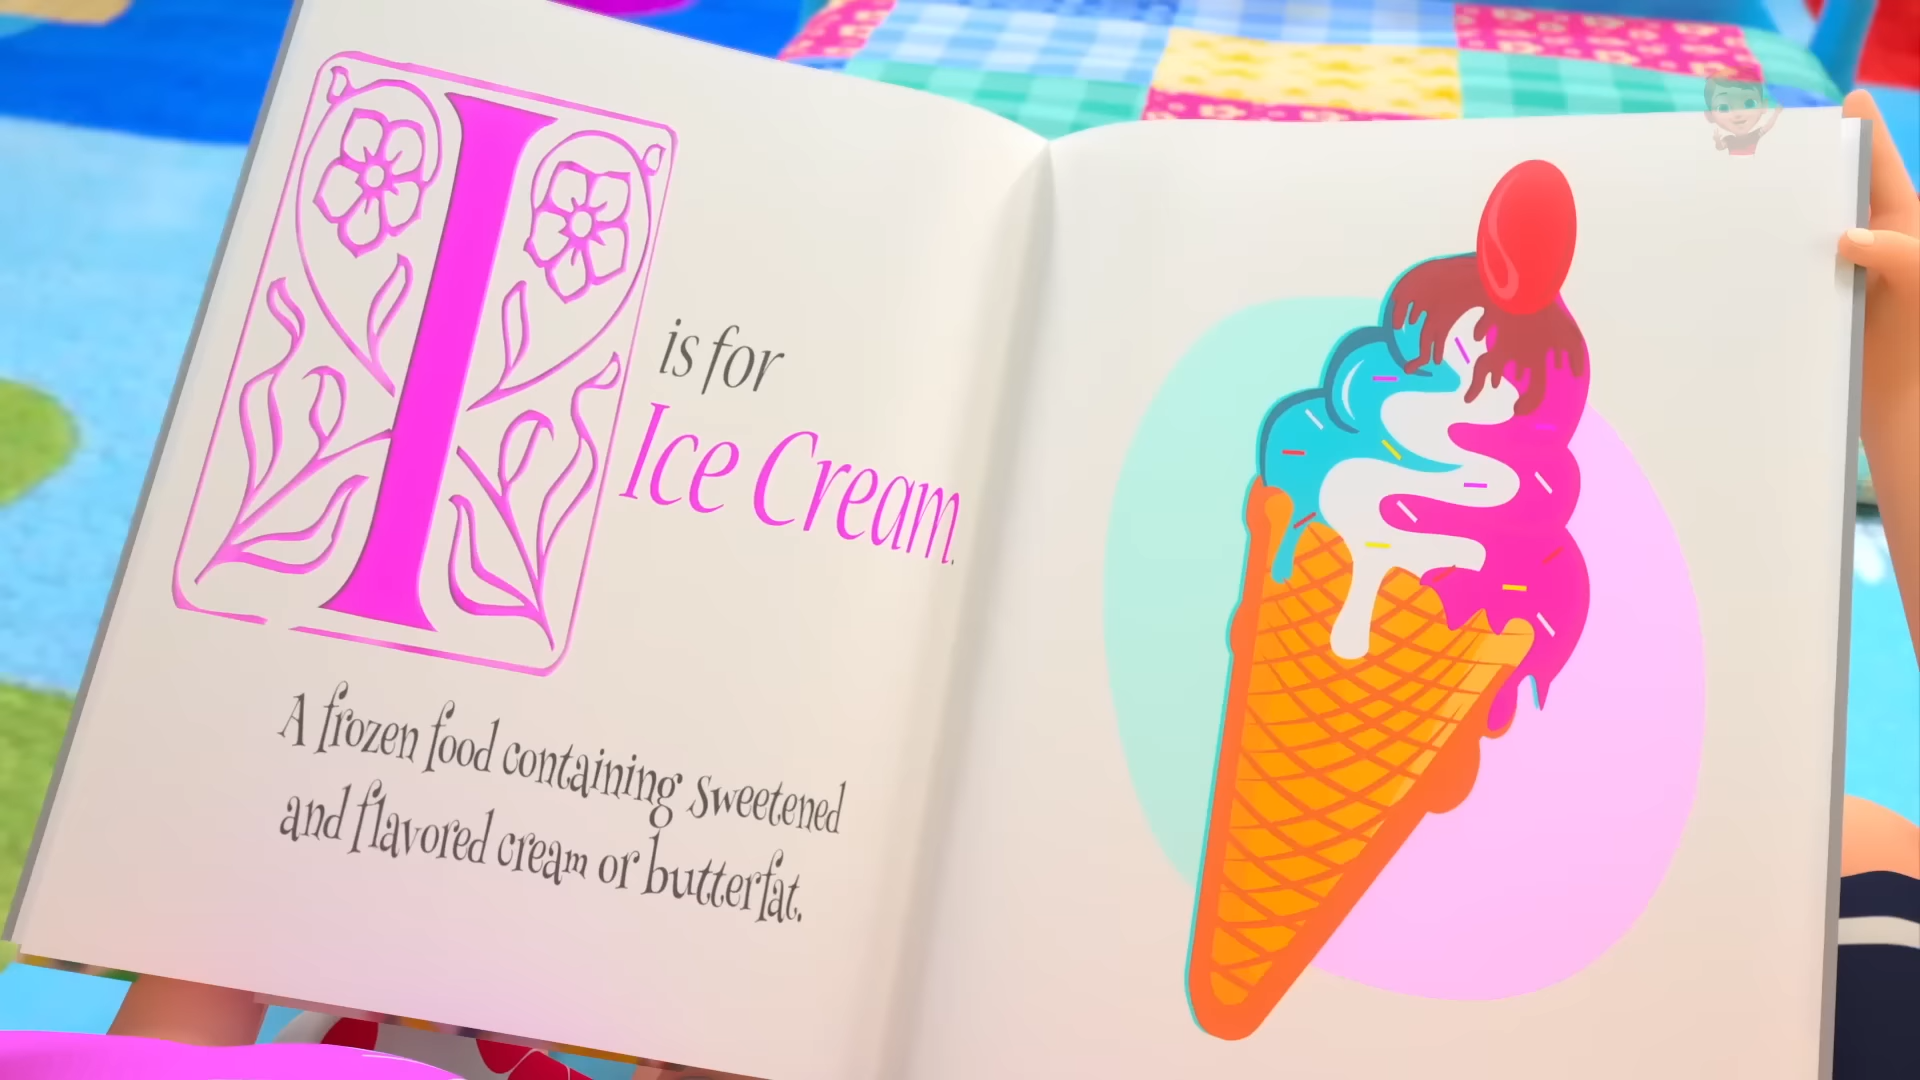 I
is for
Ice Cream.
A frozen food containing sweetened
and flavored cream or butterfat.